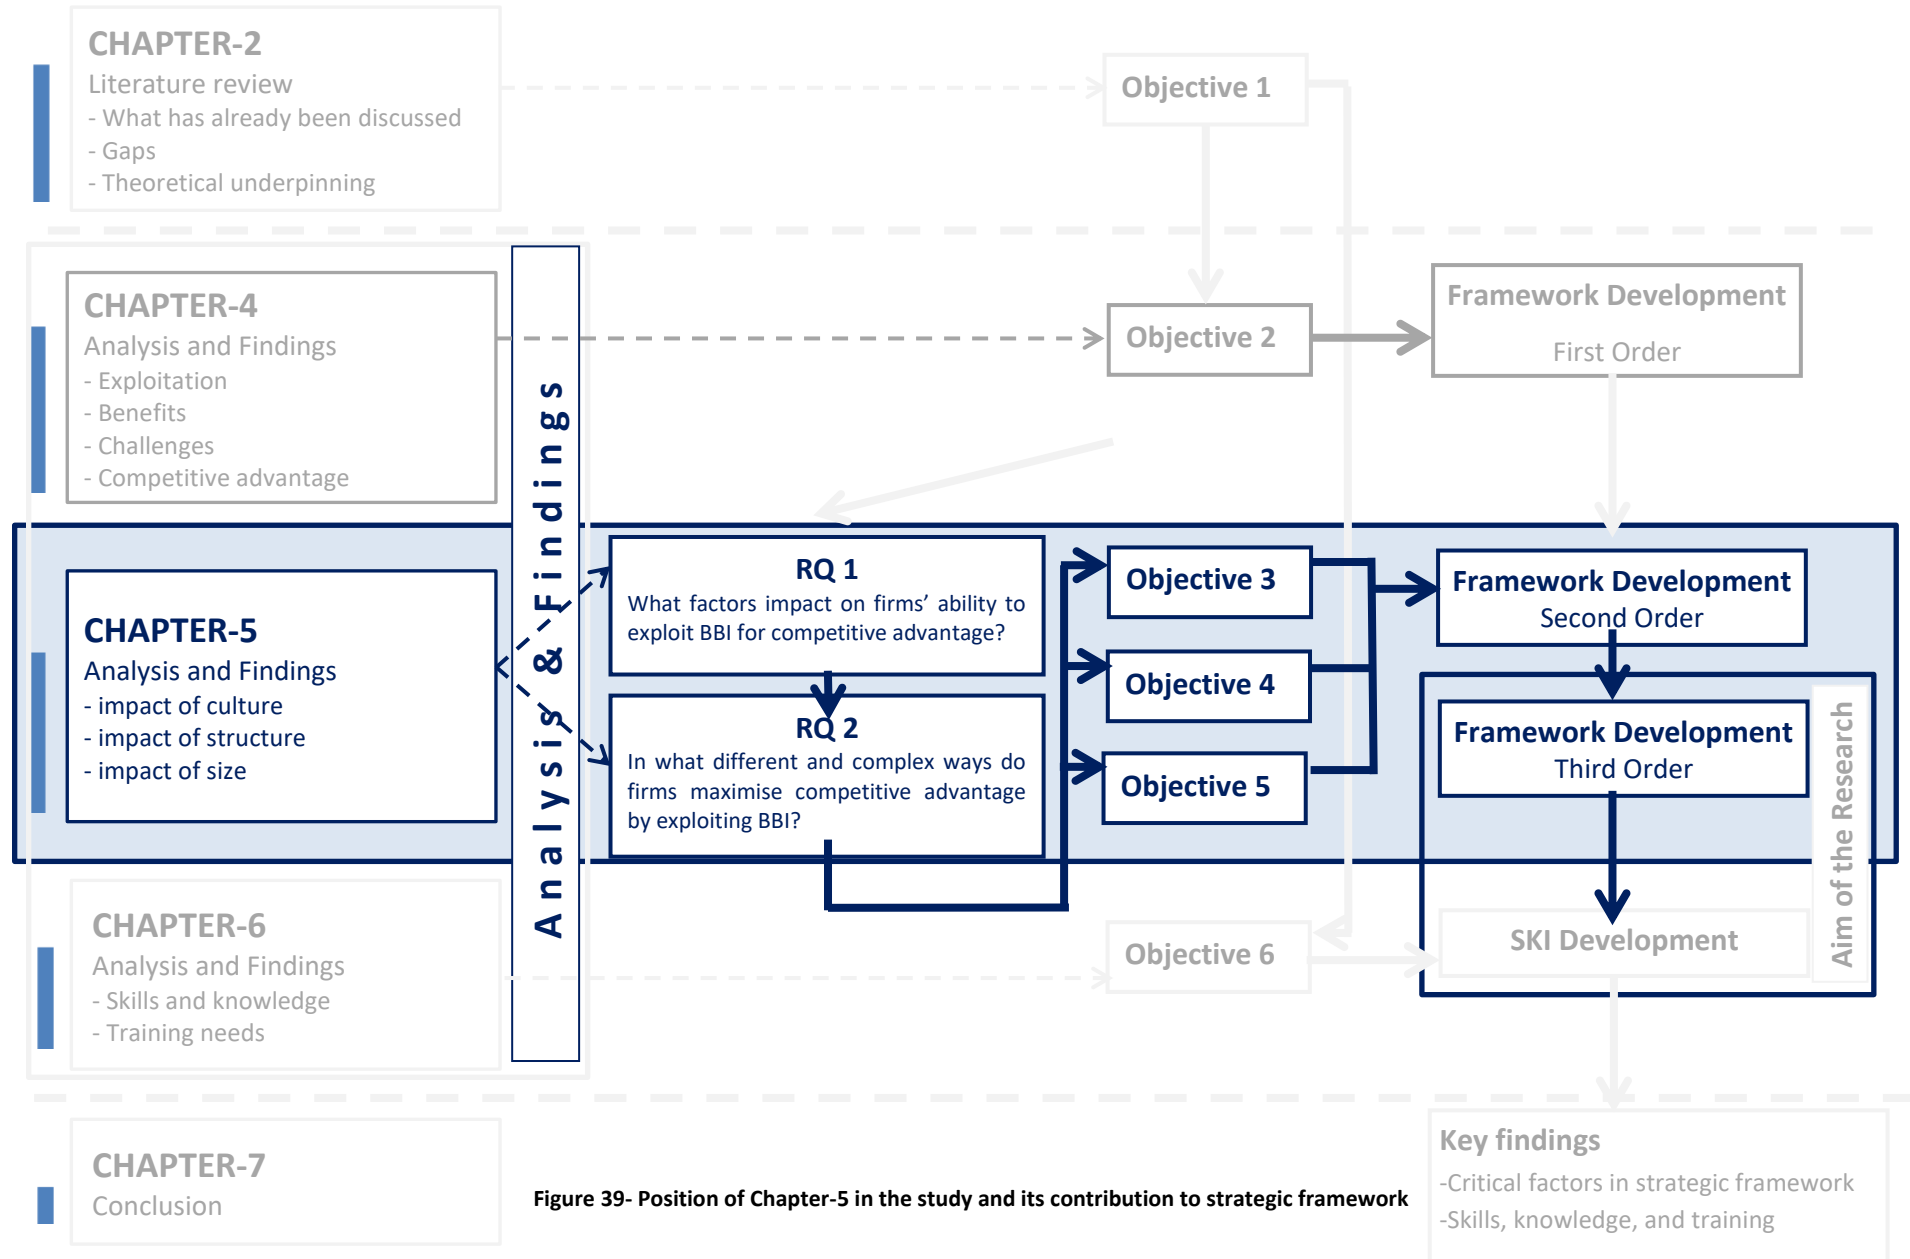 CHAPTER-2
Literature review
- What has already been discussed
- Gaps
- Theoretical underpinning
Objective 1
CHAPTER-4
Analysis and Findings
- Exploitation
- Benefits
- Challenges
- Competitive advantage
Analysis & Findings
Objective 2
Framework Development
First Order
CHAPTER-5
Analysis and Findings
- impact of culture
- impact of structure
- impact of size
RQ 1
What factors impact on firms’ ability to
exploit BBI for competitive advantage?
RQ 2
In what different and complex ways do
firms maximise competitive advantage
by exploiting BBI?
Objective 3
Objective 4
Objective 5
Framework Development
Second Order
Framework Development
Third Order
Aim of the Research
CHAPTER-6
Analysis and Findings
- Skills and knowledge
- Training needs
Objective 6
SKI Development
CHAPTER-7
Conclusion
Key findings
-Critical factors in strategic framework
-Skills, knowledge, and training
Figure 39- Position of Chapter-5 in the study and its contribution to strategic framework